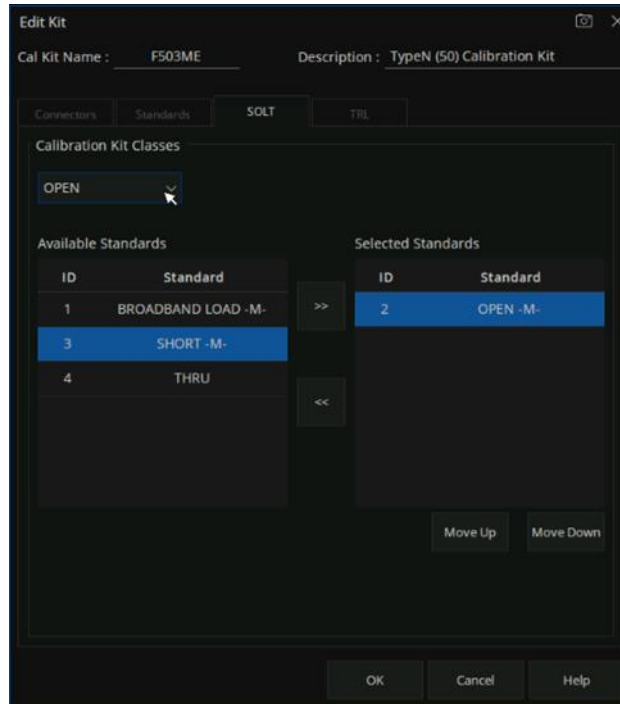 Edit Kit
Cal Kit Name : F503ME Description : TypeN (50) Calibration Kit
Connectors Standards SOLT TRL
Calibration Kit Classes
OPEN
Available Standards Selected Standards
ID Standard ID Standard
1 BROADBAND LOAD -M- >> 2 OPEN -M-
3 SHORT -M-
4 THRU
<<
Move Up Move Down
OK Cancel Help